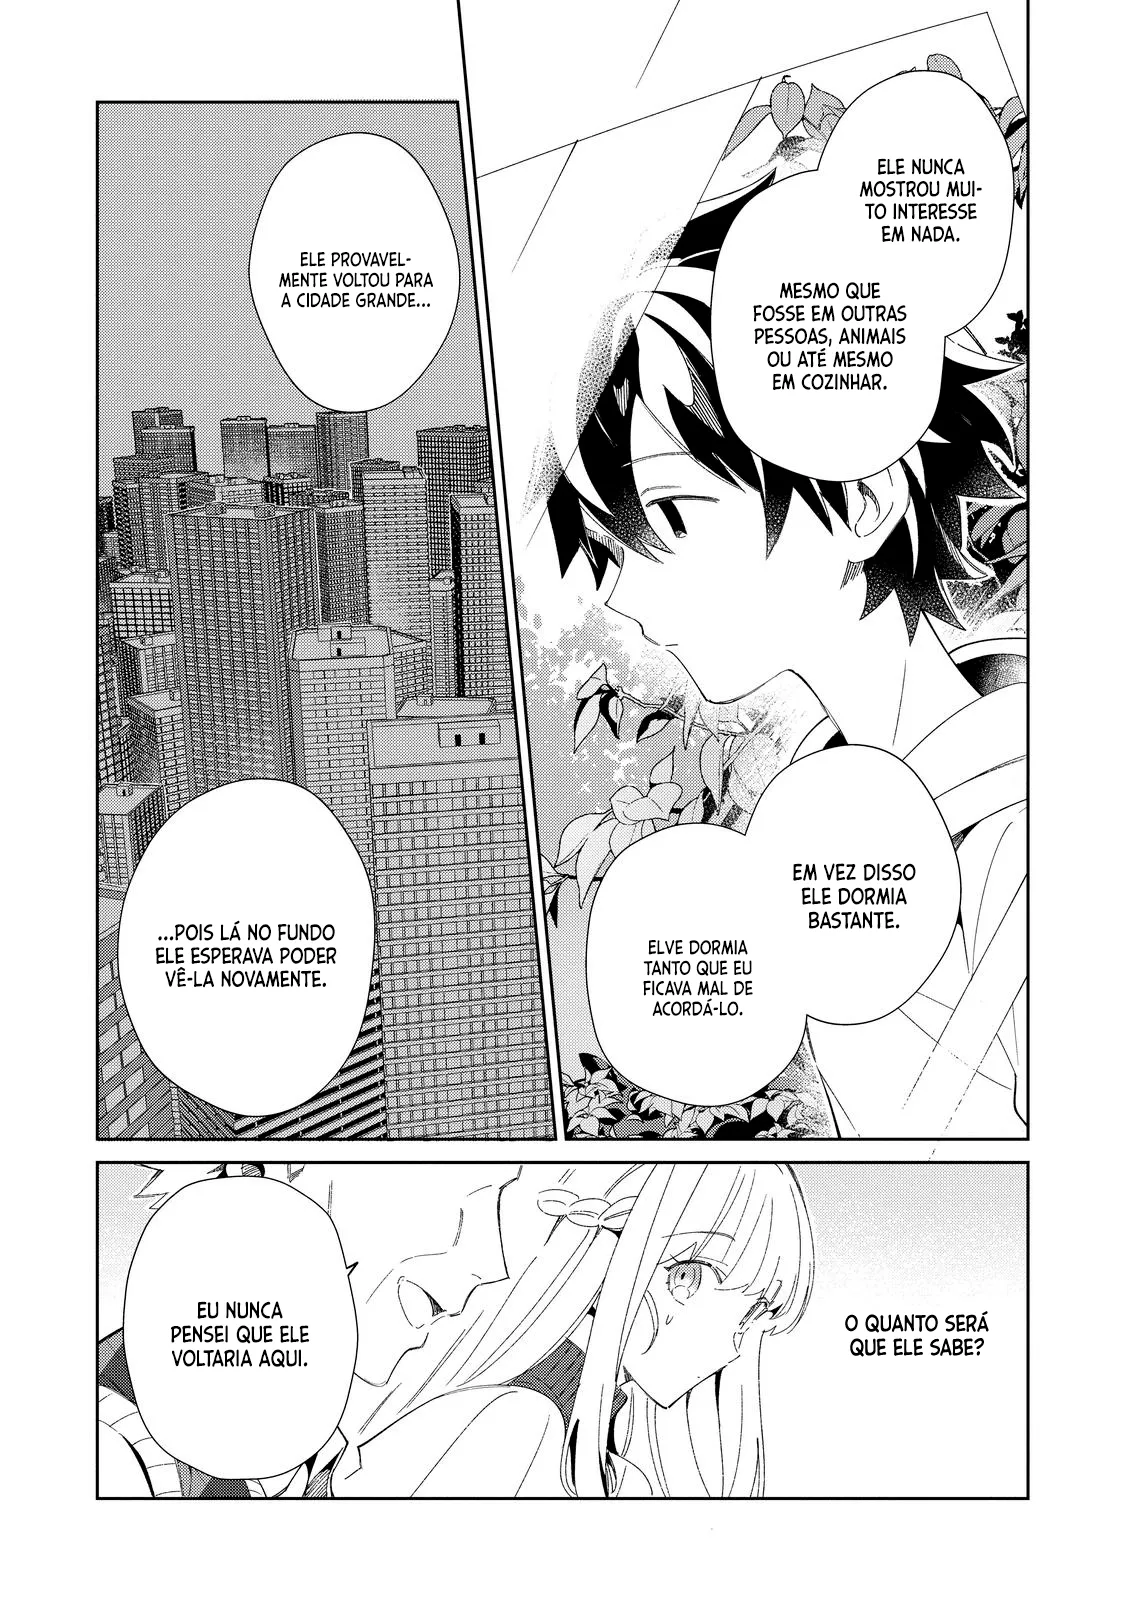 ELE NUNCA
MOSTROU MUI-
TO INTERESSE
EM NADA.
MESMO QUE
FOSSE EM OUTRAS
PESSOAS, ANIMAIS
OU ATÉ MESMO
EM COZINHAR.
EM VEZ DISSO
ELE DORMIA
BASTANTE.
ELVE DORMIA
TANTO QUE EU
FICAVA MAL DE
ACORDÁ-LO.
ELE PROVAVEL-
MENTE VOLTOU PARA
A CIDADE GRANDE...
...POIS LÁ NO FUNDO
ELE ESPERAVA PODER
VÊ-LA NOVAMENTE.
O QUANTO SERÁ
QUE ELE SABE?
EU NUNCA
PENSEI QUE ELE
VOLTARIA AQUI.